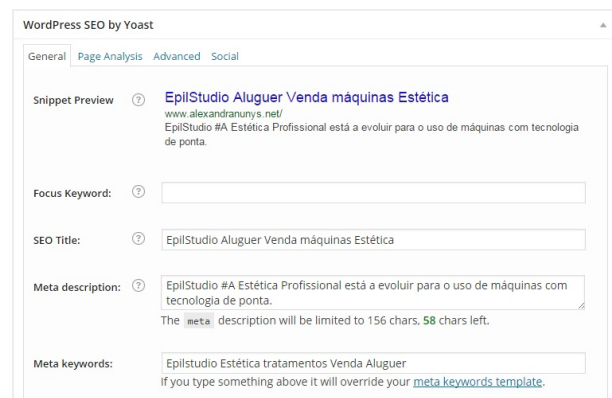 WordPress SEO by Yoast
General Page Analysis Advanced Social
Snippet Preview ? EpilStudio Aluguer Venda máquinas Estética
www.alexandranunys.net/
EpilStudio #A Estética Profissional está a evoluir para o uso de máquinas com tecnologia
de ponta.
Focus Keyword: ?
SEO Title: ? EpilStudio Aluguer Venda máquinas Estética
Meta description: ? EpilStudio #A Estética Profissional está a evoluir para o uso de máquinas com
tecnologia de ponta.
The meta description will be limited to 156 chars, 58 chars left.
Meta keywords: Epilstudio Estética tratamentos Venda Aluguer
If you type something above it will override your meta keywords template.